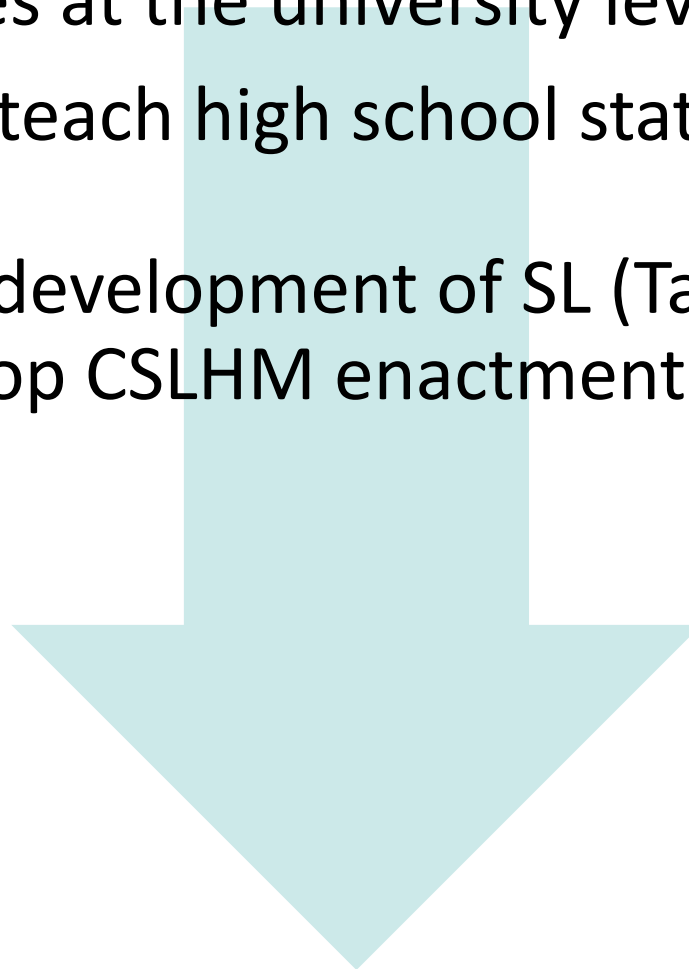 es at the university lev
teach high school stat
development of SL (Ta
op CSLHM enactment